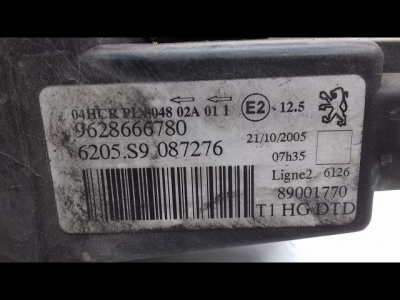 04HCR PL 8048 02A 01 1 E2 - 12.5
9628666780
21/10/2005
6205.S9 087276
07h35
Ligne2 6126
89001770
T1 HG DTD